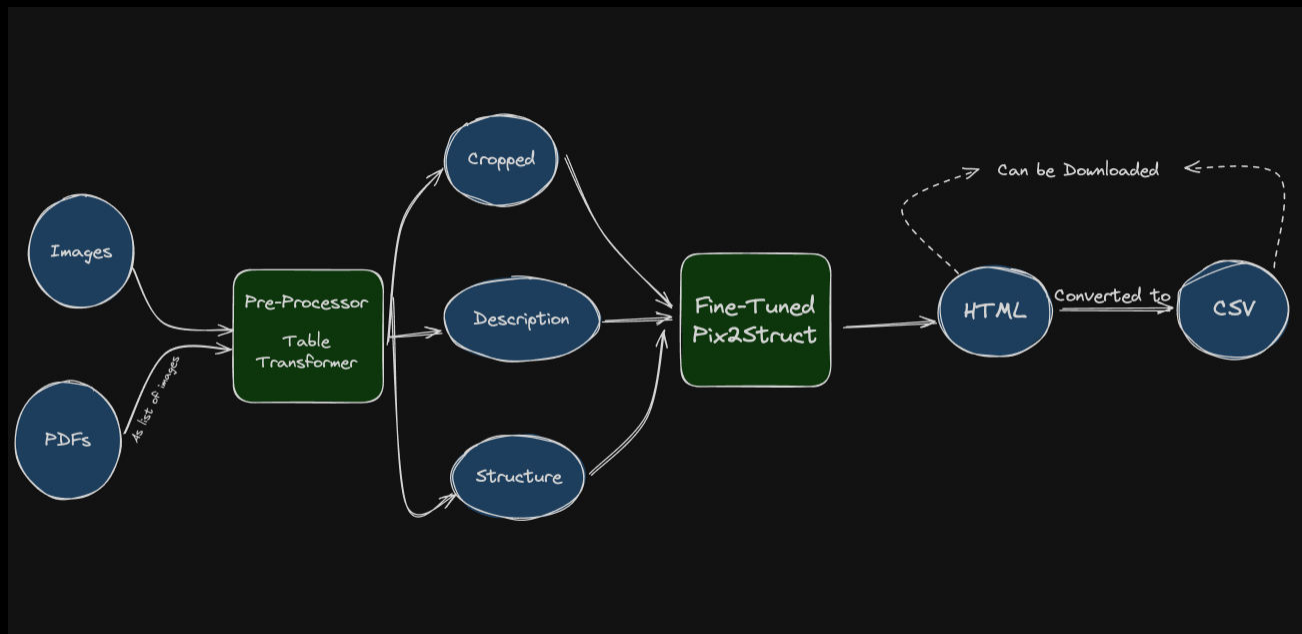 Images
PDFs
As list of images
Pre-Processor
Table
Transformer
Cropped
Description
Structure
Fine-Tuned
Pix2Struct
HTML
Converted to
CSV
Can be Downloaded